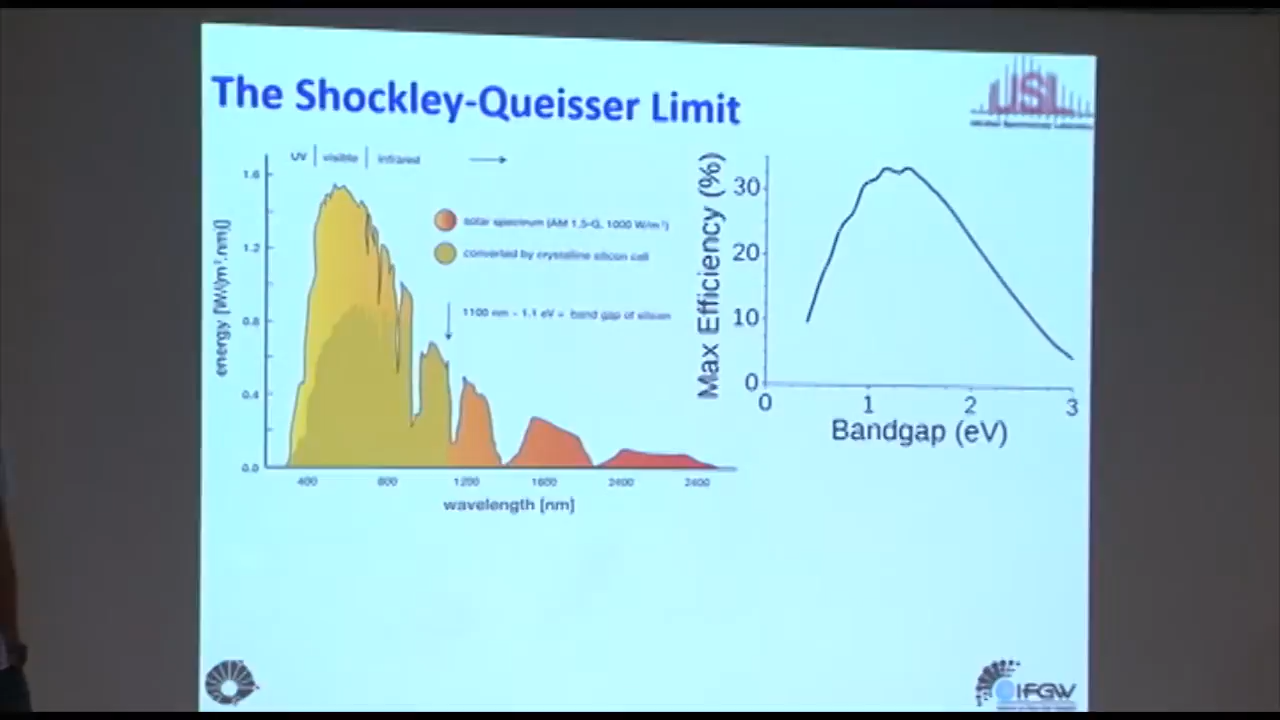 The Shockley-Queisser Limit
USL
UV | visible | infrared
energy [W/(m².nm)]
1.6
1.2
0.8
0.4
0.0
solar spectrum (AM 1.5-G, 1000 W/m²)
converted by crystalline silicon cell
1100 nm - 1.1 eV = band gap of silicon
400 800 1200 1600 2400 2400
wavelength [nm]
Max Efficiency (%)
30
20
10
0
0 1 2 3
Bandgap (eV)
IFGW